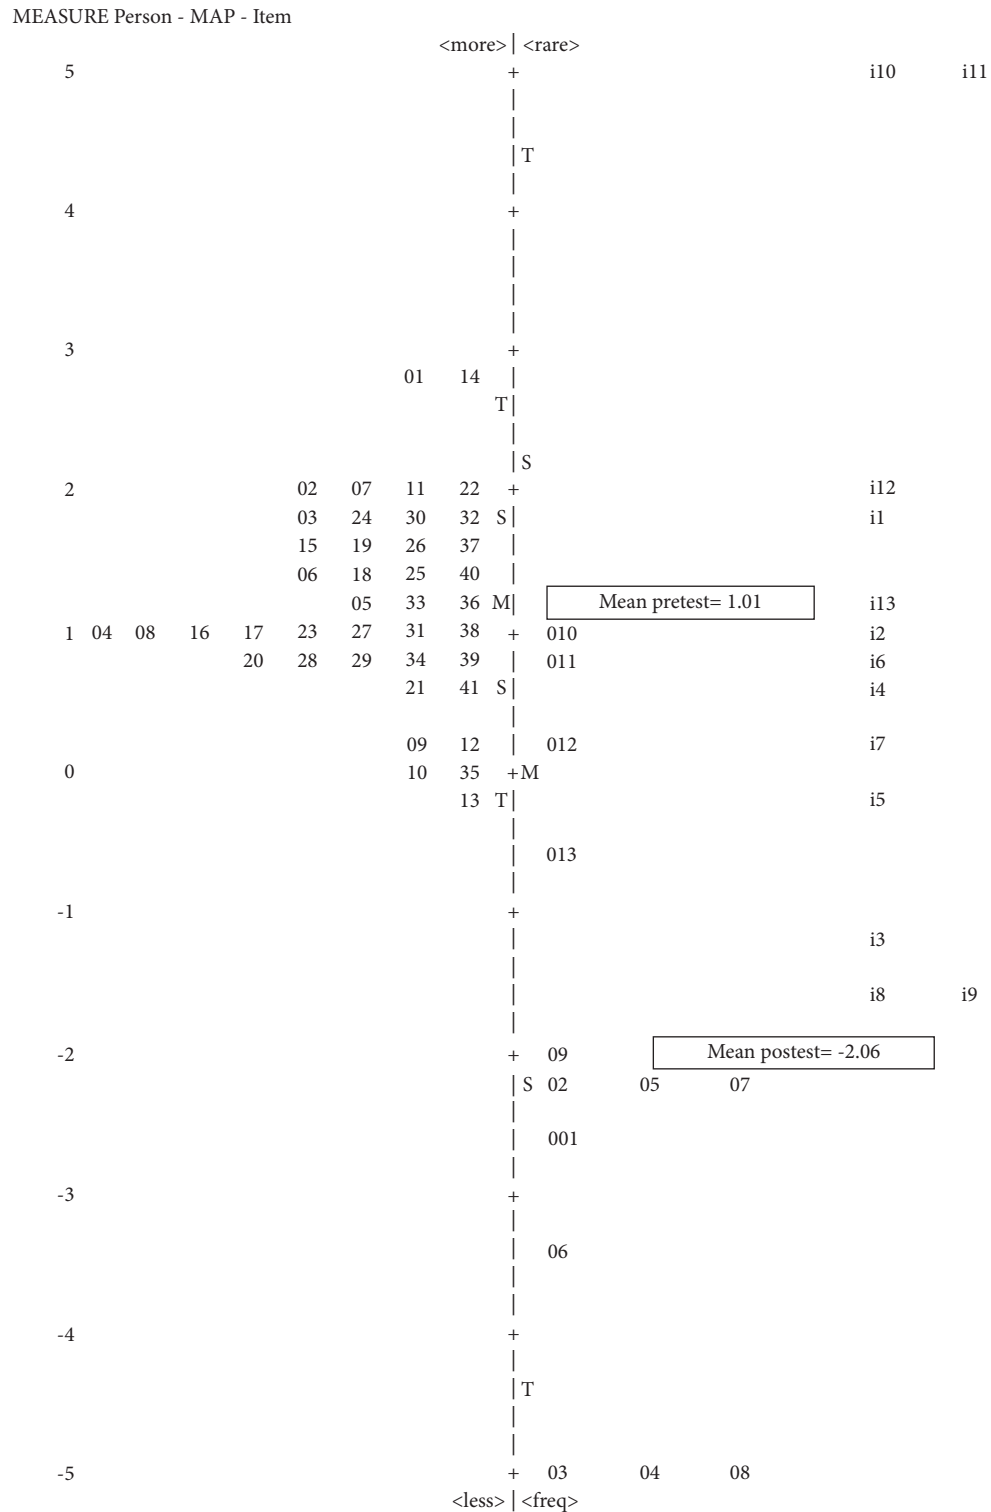 MEASURE Person - MAP - Item
<more>|<rare>
5 + i10 i11
|
|
|T
|
4 +
|
|
|
|
3 +
01 14 |
T|
|
|S
2 02 07 11 22 + i12
03 24 30 32 S| i1
15 19 26 37 |
06 18 25 40 |
05 33 36 M| Mean pretest= 1.01 i13
1 04 08 16 17 23 27 31 38 + 010 i2
20 28 29 34 39 | 011 i6
21 41 S| i4
|
09 12 | 012 i7
0 10 35 +M
13 T| i5
|
| 013
|
-1 +
| i3
|
| i8 i9
|
-2 + 09 Mean postest= -2.06
|S 02 05 07
|
| 001
|
-3 +
|
| 06
|
|
-4 +
|
|T
|
|
-5 + 03 04 08
<less>|<freq>